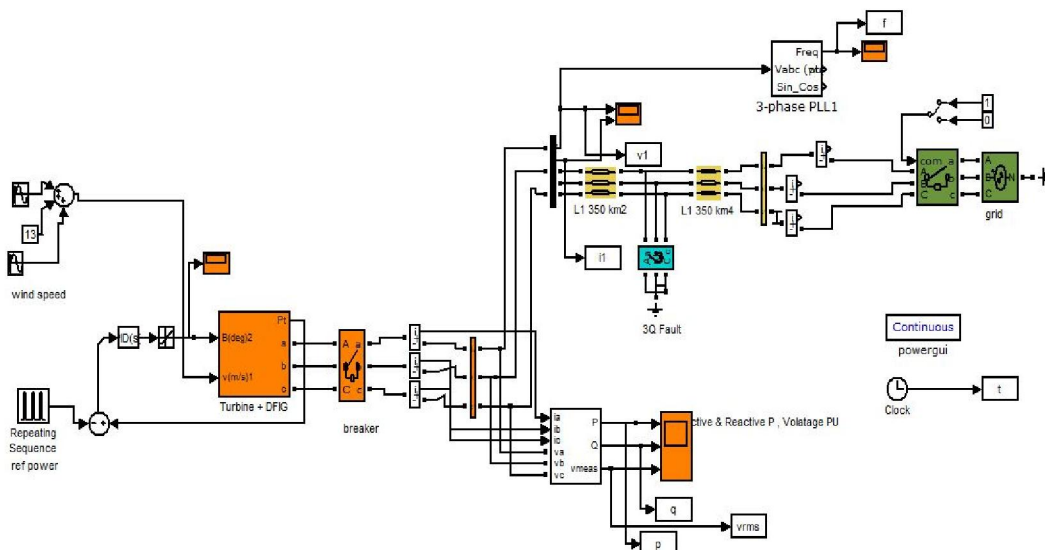 f
Freq
Vabc (pu
Sin_Cos
3-phase PLL1
1
0
v1
com a
A
B b
C c
A
B N
C
grid
L1 350 km2
L1 350 km4
13
wind speed
i1
3Q Fault
Continuous
powergui
Clock
t
ID(s
B(deg)2
v(m/s)1
Pt
a
b
c
Turbine + DFIG
A a
b
C c
breaker
Repeating
Sequence
ref power
ia
ib
ic
va
vb
vc
P
Q
vmeas
ctive & Reactive P , Volatage PU
q
vrms
p